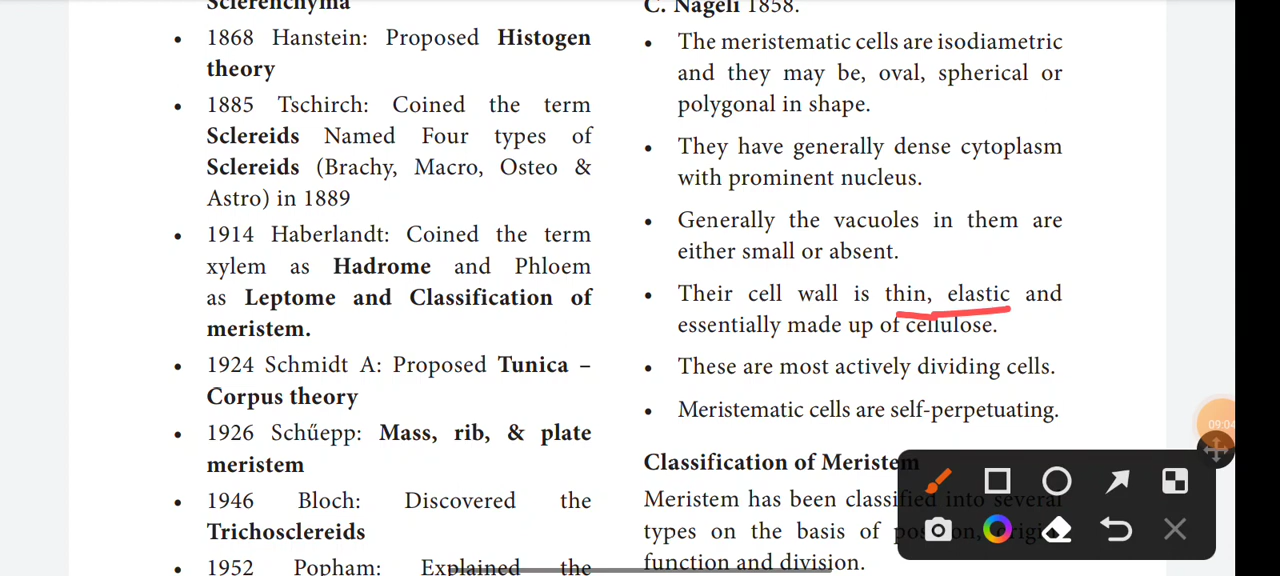 Sclerenchyma
• 1868 Hanstein: Proposed Histogen
theory
• 1885 Tschirch: Coined the term
Sclereids Named Four types of
Sclereids (Brachy, Macro, Osteo &
Astro) in 1889
• 1914 Haberlandt: Coined the term
xylem as Hadrome and Phloem
as Leptome and Classification of
meristem.
• 1924 Schmidt A: Proposed Tunica –
Corpus theory
• 1926 Schűepp: Mass, rib, & plate
meristem
• 1946 Bloch: Discovered the
Trichosclereids
• 1952 Popham: Explained the
C. Nageli 1858.
• The meristematic cells are isodiametric
and they may be, oval, spherical or
polygonal in shape.
• They have generally dense cytoplasm
with prominent nucleus.
• Generally the vacuoles in them are
either small or absent.
• Their cell wall is thin, elastic and
essentially made up of cellulose.
• These are most actively dividing cells.
• Meristematic cells are self-perpetuating.
Classification of Meristem
Meristem has been classified into several
types on the basis of position, origin,
function and division.
09:04